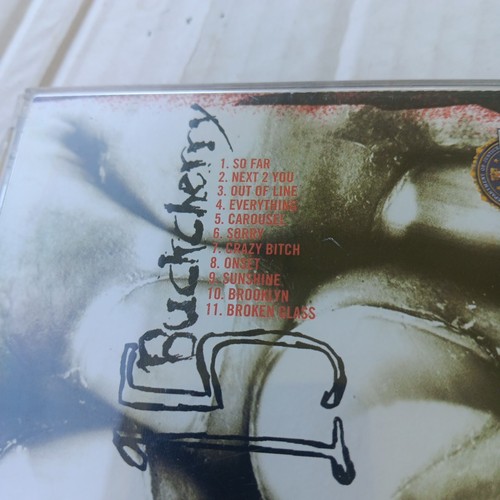 Buckcherry
1. SO FAR
2. NEXT 2 YOU
3. OUT OF LINE
4. EVERYTHING
5. CAROUSEL
6. SORRY
7. CRAZY BITCH
8. ONSET
9. SUNSHINE
10. BROOKLYN
11. BROKEN GLASS
15